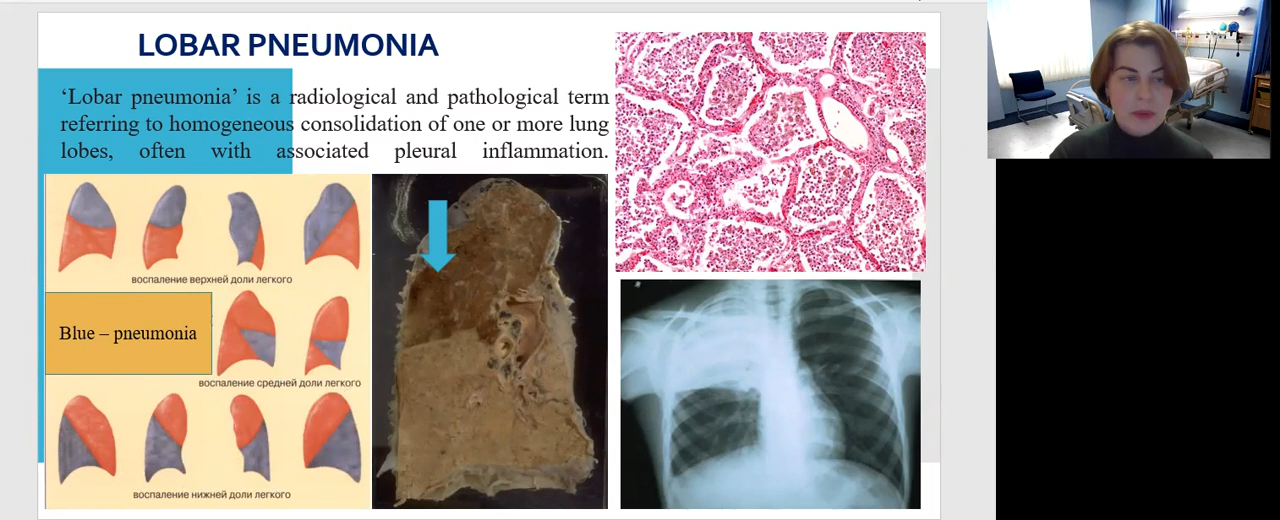 LOBAR PNEUMONIA
‘Lobar pneumonia’ is a radiological and pathological term
referring to homogeneous consolidation of one or more lung
lobes, often with associated pleural inflammation.
воспаление верхней доли легкого
Blue – pneumonia
воспаление средней доли легкого
воспаление нижней доли легкого